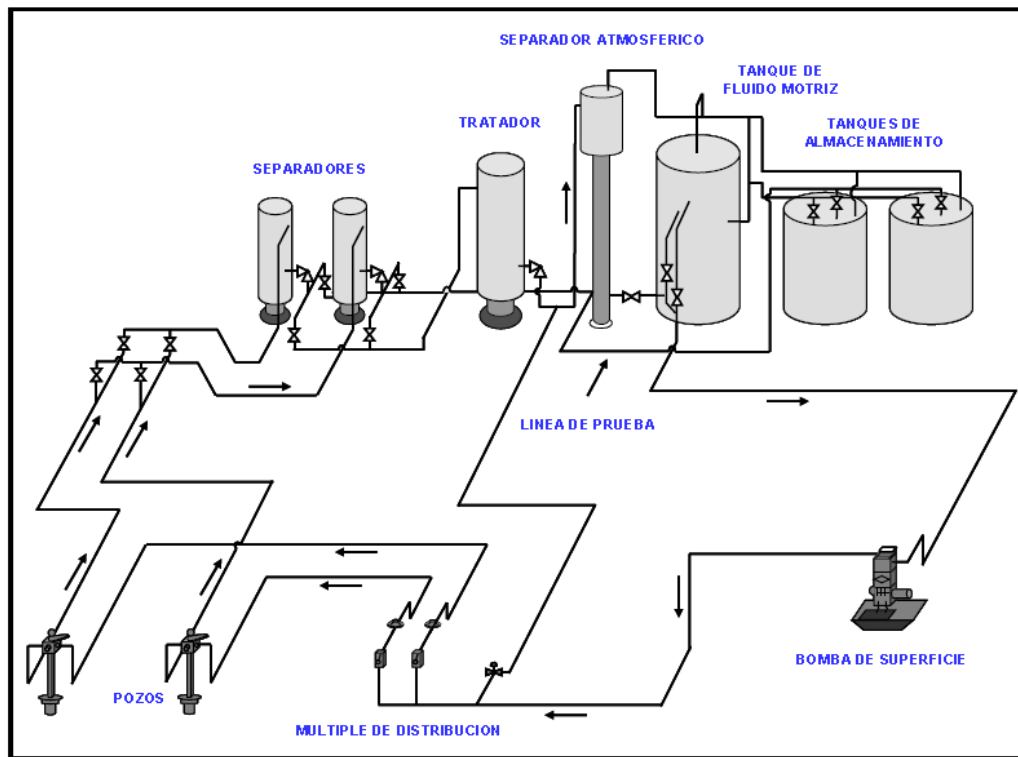 SEPARADOR ATMOSFERICO
TANQUE DE
FLUIDO MOTRIZ
TRATADOR
TANQUES DE
ALMACENAMIENTO
SEPARADORES
LINEA DE PRUEBA
BOMBA DE SUPERFICIE
POZOS
MULTIPLE DE DISTRIBUCION